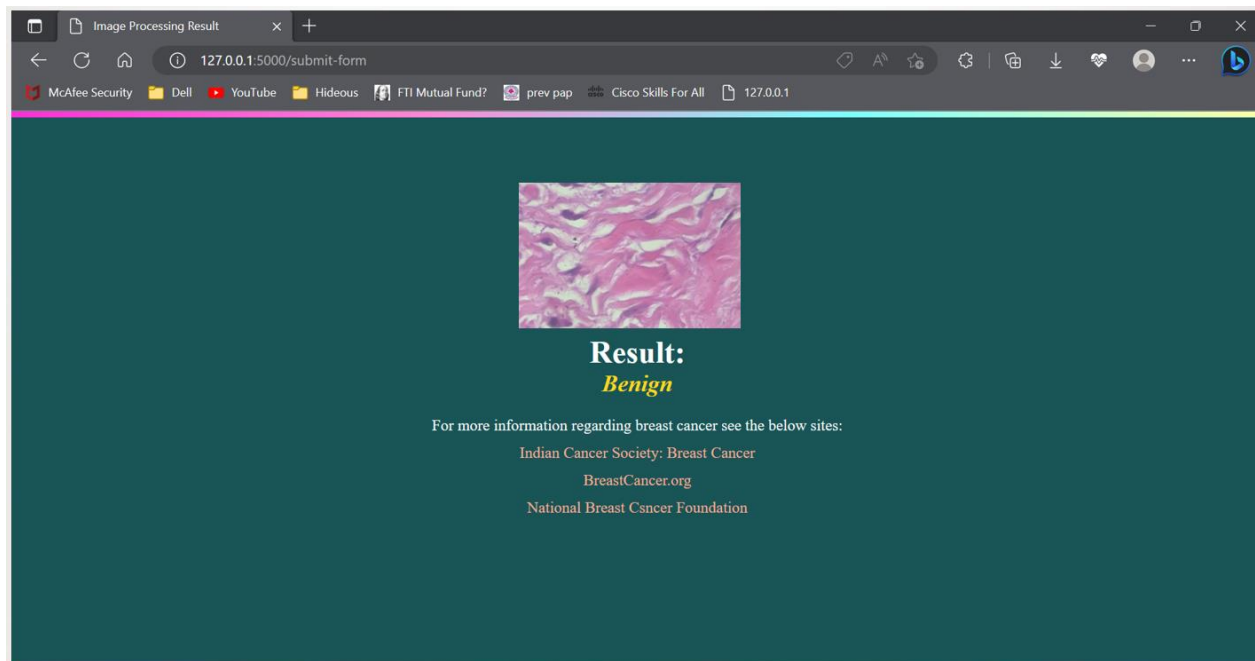 Image Processing Result
127.0.0.1:5000/submit-form
McAfee Security Dell YouTube Hideous FTI Mutual Fund? prev pap Cisco Skills For All 127.0.0.1
Result:
Benign
For more information regarding breast cancer see the below sites:
Indian Cancer Society: Breast Cancer
BreastCancer.org
National Breast Csncer Foundation